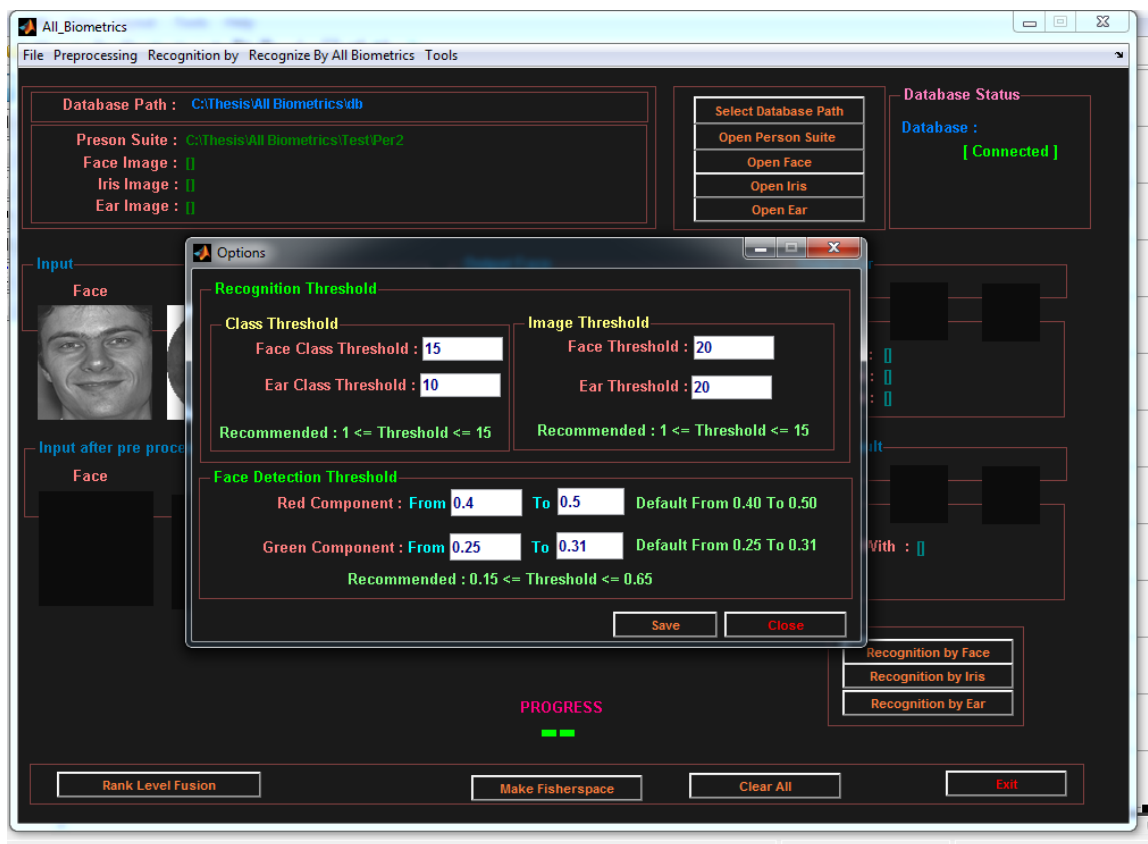 All_Biometrics
File Preprocessing Recognition by Recognize By All Biometrics Tools
Database Path : C:\Thesis\All Biometrics\db
Preson Suite : C:\Thesis\All Biometrics\Test\Per2
Face Image : []
Iris Image : []
Ear Image : []
Select Database Path
Open Person Suite
Open Face
Open Iris
Open Ear
Database Status
Database :
[ Connected ]
Input
Face
Input after pre proce
Face
Options
Recognition Threshold
Class Threshold
Face Class Threshold : 15
Ear Class Threshold : 10
Recommended : 1 <= Threshold <= 15
Image Threshold
Face Threshold : 20
Ear Threshold : 20
Recommended : 1 <= Threshold <= 15
Face Detection Threshold
Red Component : From 0.4 To 0.5 Default From 0.40 To 0.50
Green Component : From 0.25 To 0.31 Default From 0.25 To 0.31
Recommended : 0.15 <= Threshold <= 0.65
Save Close
: []
: []
: []
With : []
Recognition by Face
Recognition by Iris
Recognition by Ear
PROGRESS
Rank Level Fusion Make Fisherspace Clear All Exit